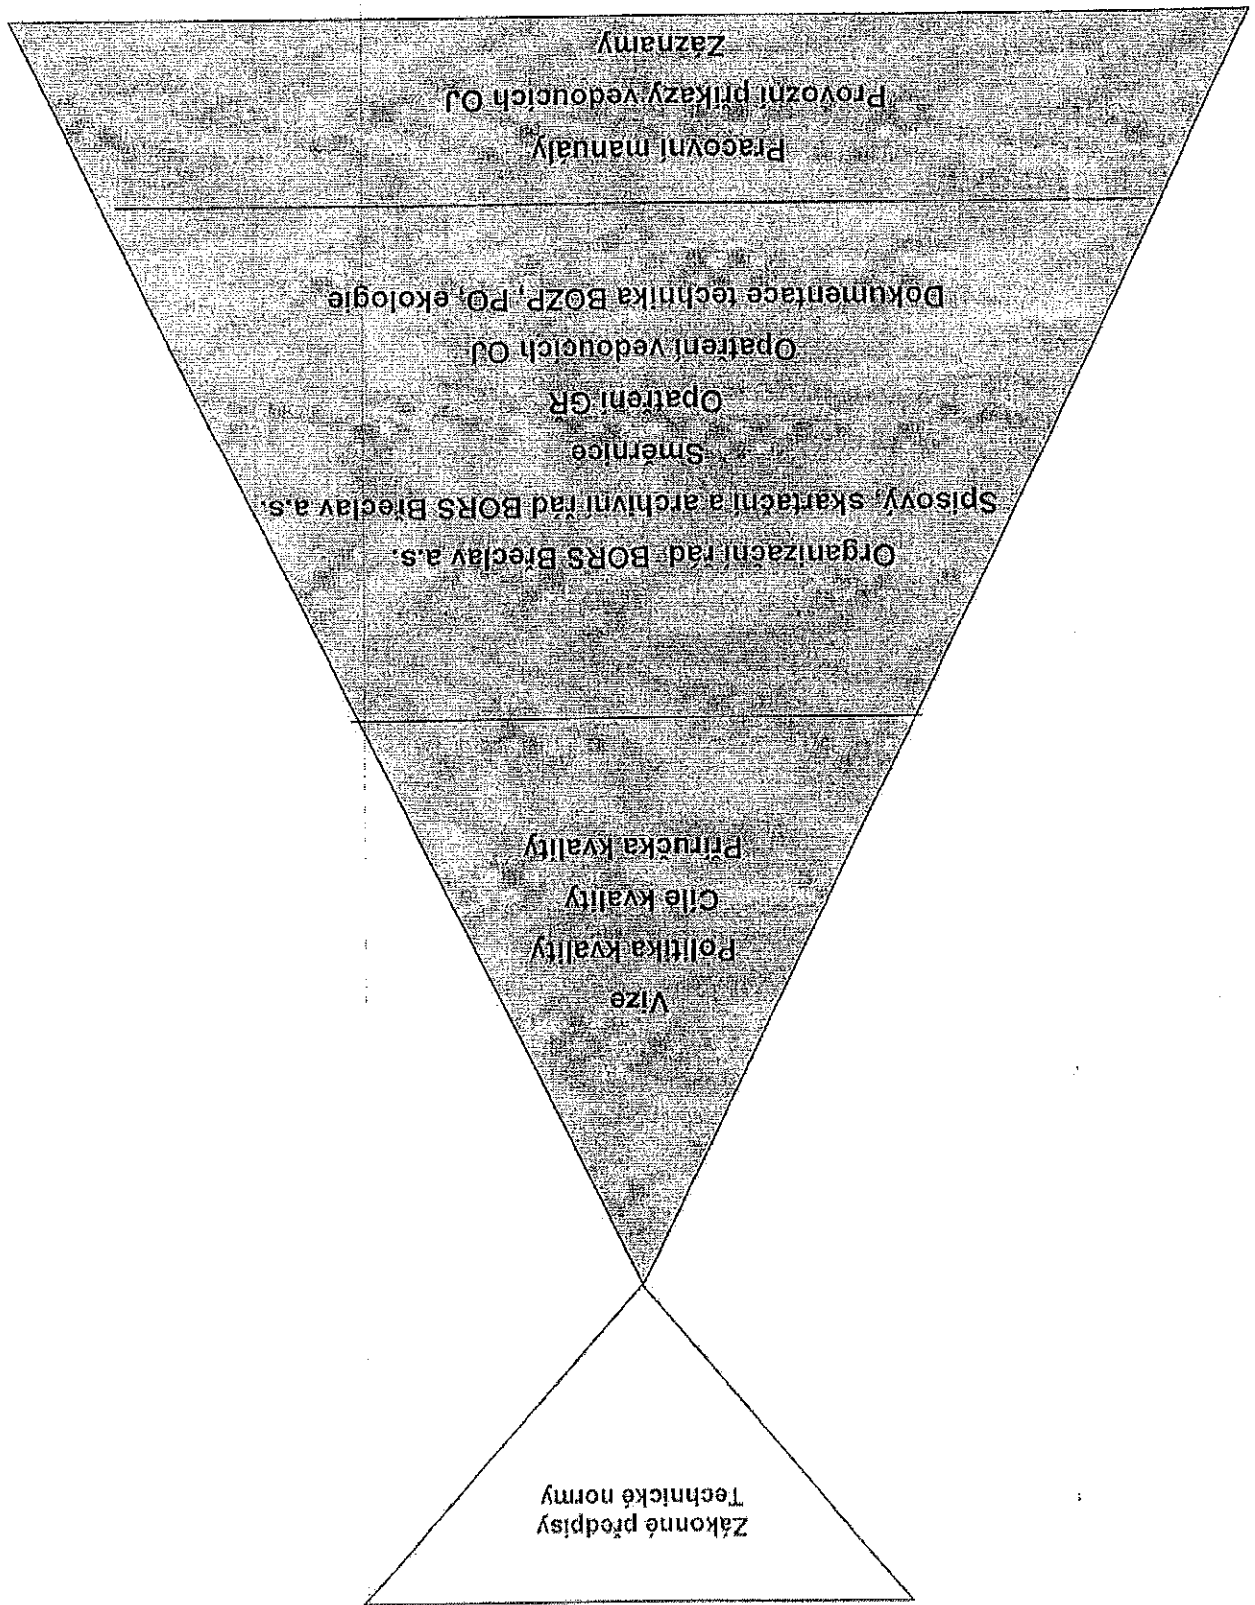 Zákonné předpisy
Technické normy
Vize
Politika kvality
Cíle kvality
Příručka kvality
Organizační řád BORS Břeclav a.s.
Spisový, skartační a archivní řád BORS Břeclav a.s.
Směrnice
Opatření GŘ
Opatření vedoucích OJ
Dokumentace technika BOZP, PO, ekologie
Pracovní manuály
Provozní příkazy vedoucích OJ
Záznamy